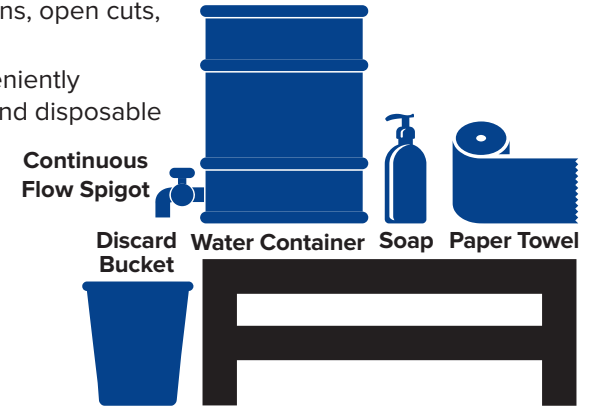 ns, open cuts,
eniently
nd disposable
Continuous
Flow Spigot
Discard
Bucket
Water Container
Soap
Paper Towel